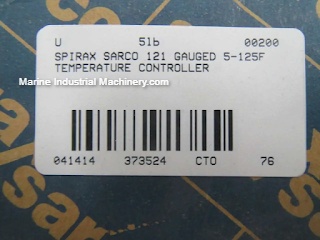 U 51b 00200
SPIRAX SARCO 121 GAUGED 5-125F
TEMPERATURE CONTROLLER
Marine Industrial Machinery.com
041414 373524 CTO 76